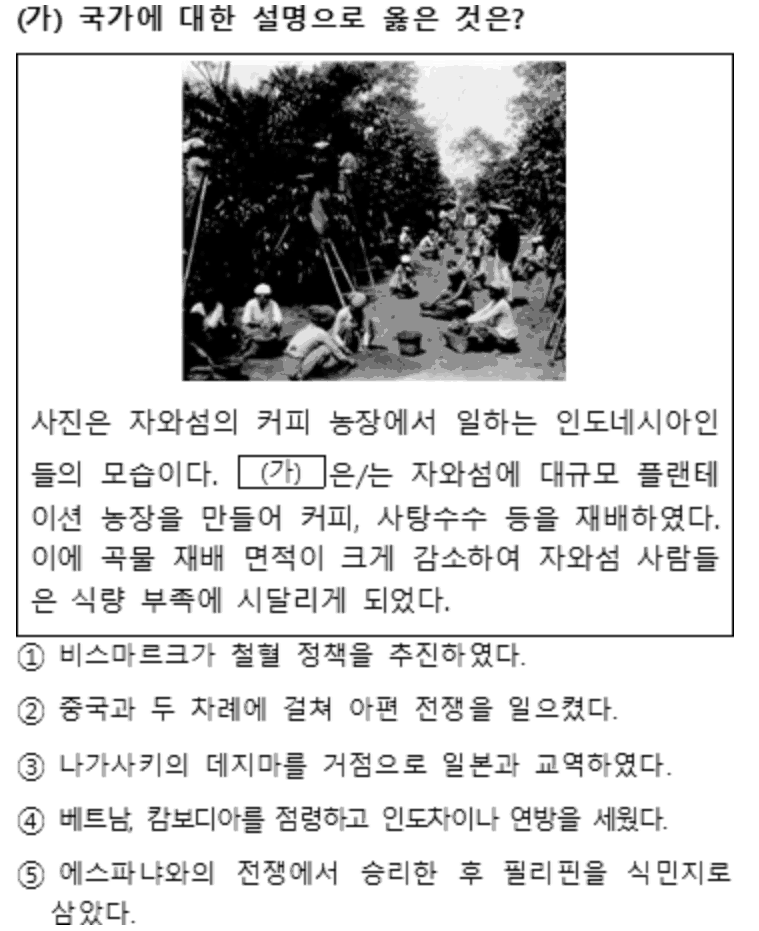 (가) 국가에 대한 설명으로 옳은 것은?
사진은 자와섬의 커피 농장에서 일하는 인도네시아인
들의 모습이다. (가) 은/는 자와섬에 대규모 플랜테
이션 농장을 만들어 커피, 사탕수수 등을 재배하였다.
이에 곡물 재배 면적이 크게 감소하여 자와섬 사람들
은 식량 부족에 시달리게 되었다.
① 비스마르크가 철혈 정책을 추진하였다.
② 중국과 두 차례에 걸쳐 아편 전쟁을 일으켰다.
③ 나가사키의 데지마를 거점으로 일본과 교역하였다.
④ 베트남, 캄보디아를 점령하고 인도차이나 연방을 세웠다.
⑤ 에스파냐와의 전쟁에서 승리한 후 필리핀을 식민지로
삼았다.